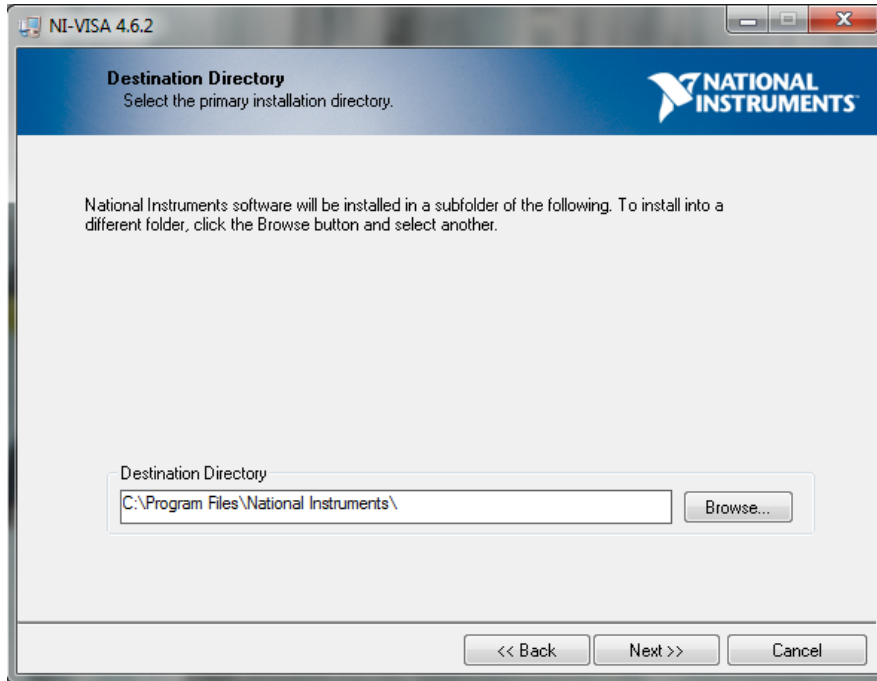 NI-VISA 4.6.2
Destination Directory
Select the primary installation directory.
NATIONAL
INSTRUMENTS
National Instruments software will be installed in a subfolder of the following. To install into a
different folder, click the Browse button and select another.
Destination Directory
C:\Program Files\National Instruments\
Browse...
<< Back
Next >>
Cancel